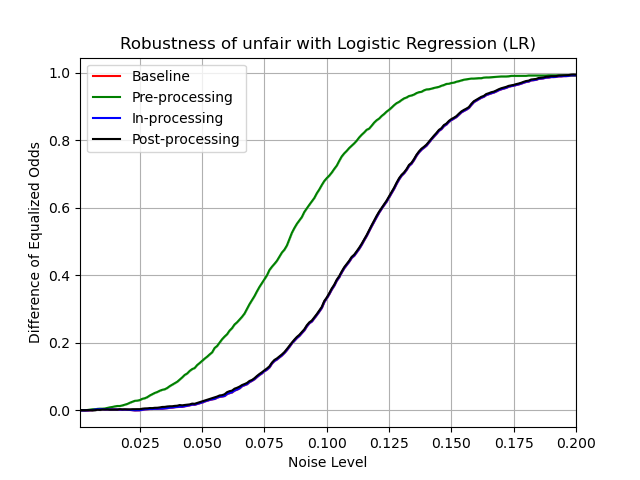 Robustness of unfair with Logistic Regression (LR)
Baseline
Pre-processing
In-processing
Post-processing
Difference of Equalized Odds
1.0
0.8
0.6
0.4
0.2
0.0
0.025 0.050 0.075 0.100 0.125 0.150 0.175 0.200
Noise Level